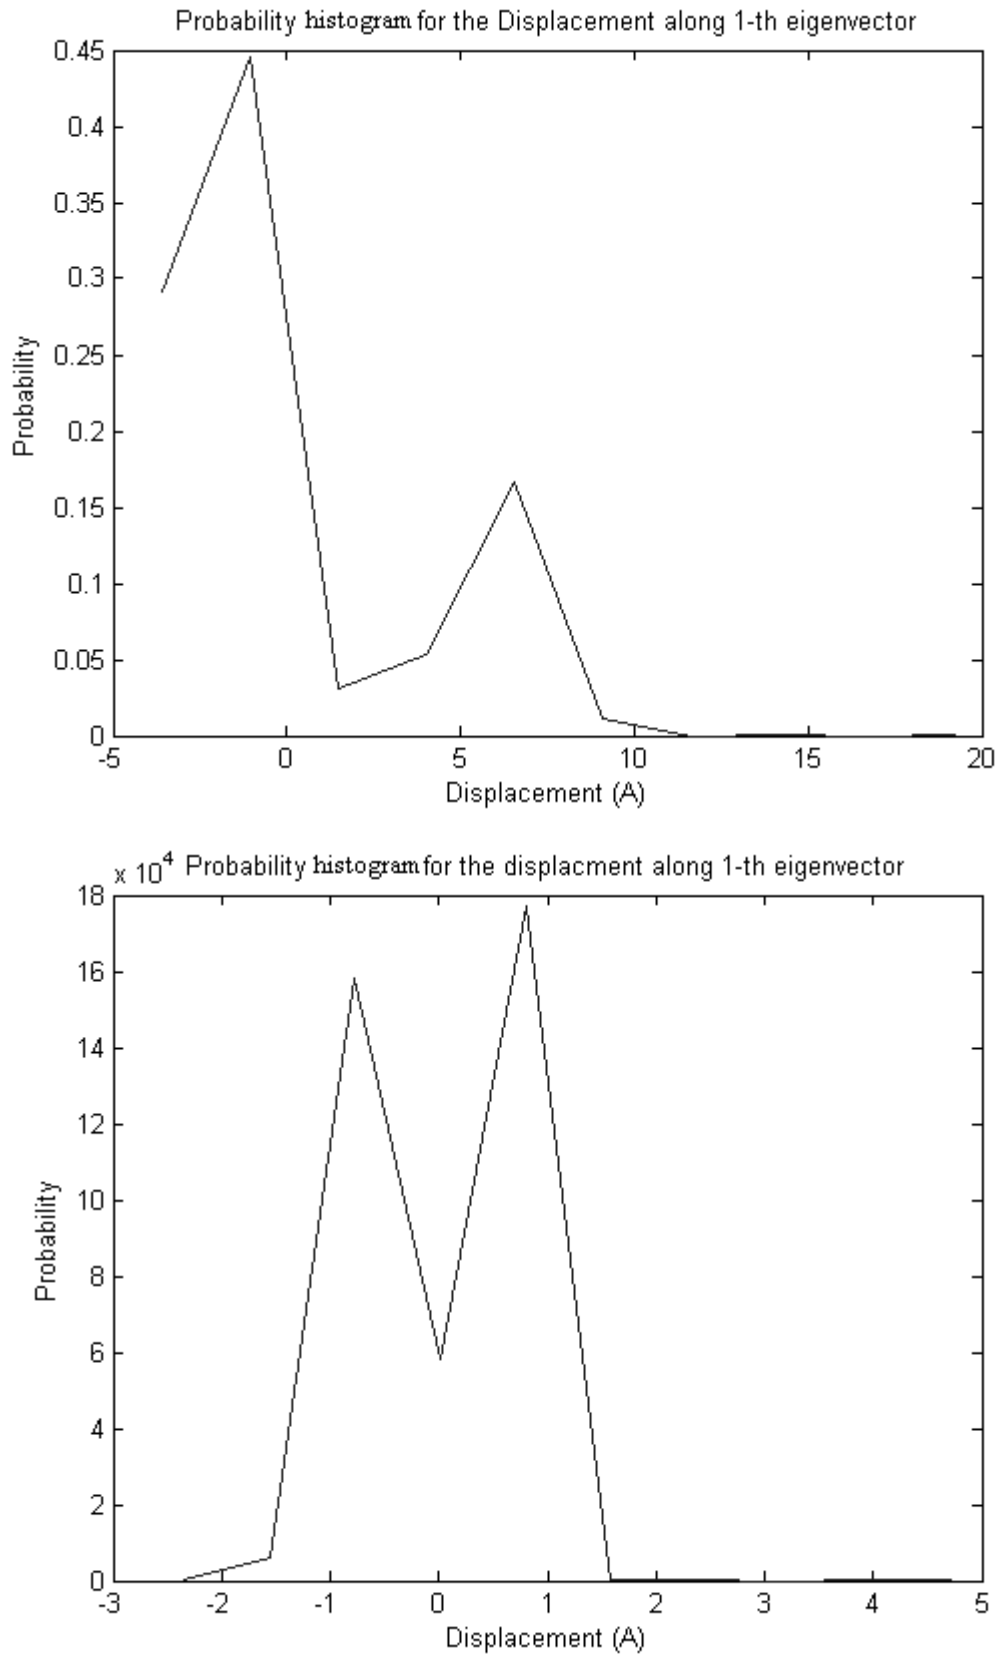 Probability histogram for the Displacement along 1-th eigenvector
0.45
0.4
0.35
0.3
0.25
0.2
0.15
0.1
0.05
0
Probability
-5 0 5 10 15 20
Displacement (A)
x 10^4 Probability histogram for the displacment along 1-th eigenvector
18
16
14
12
10
8
6
4
2
0
Probability
-3 -2 -1 0 1 2 3 4 5
Displacement (A)